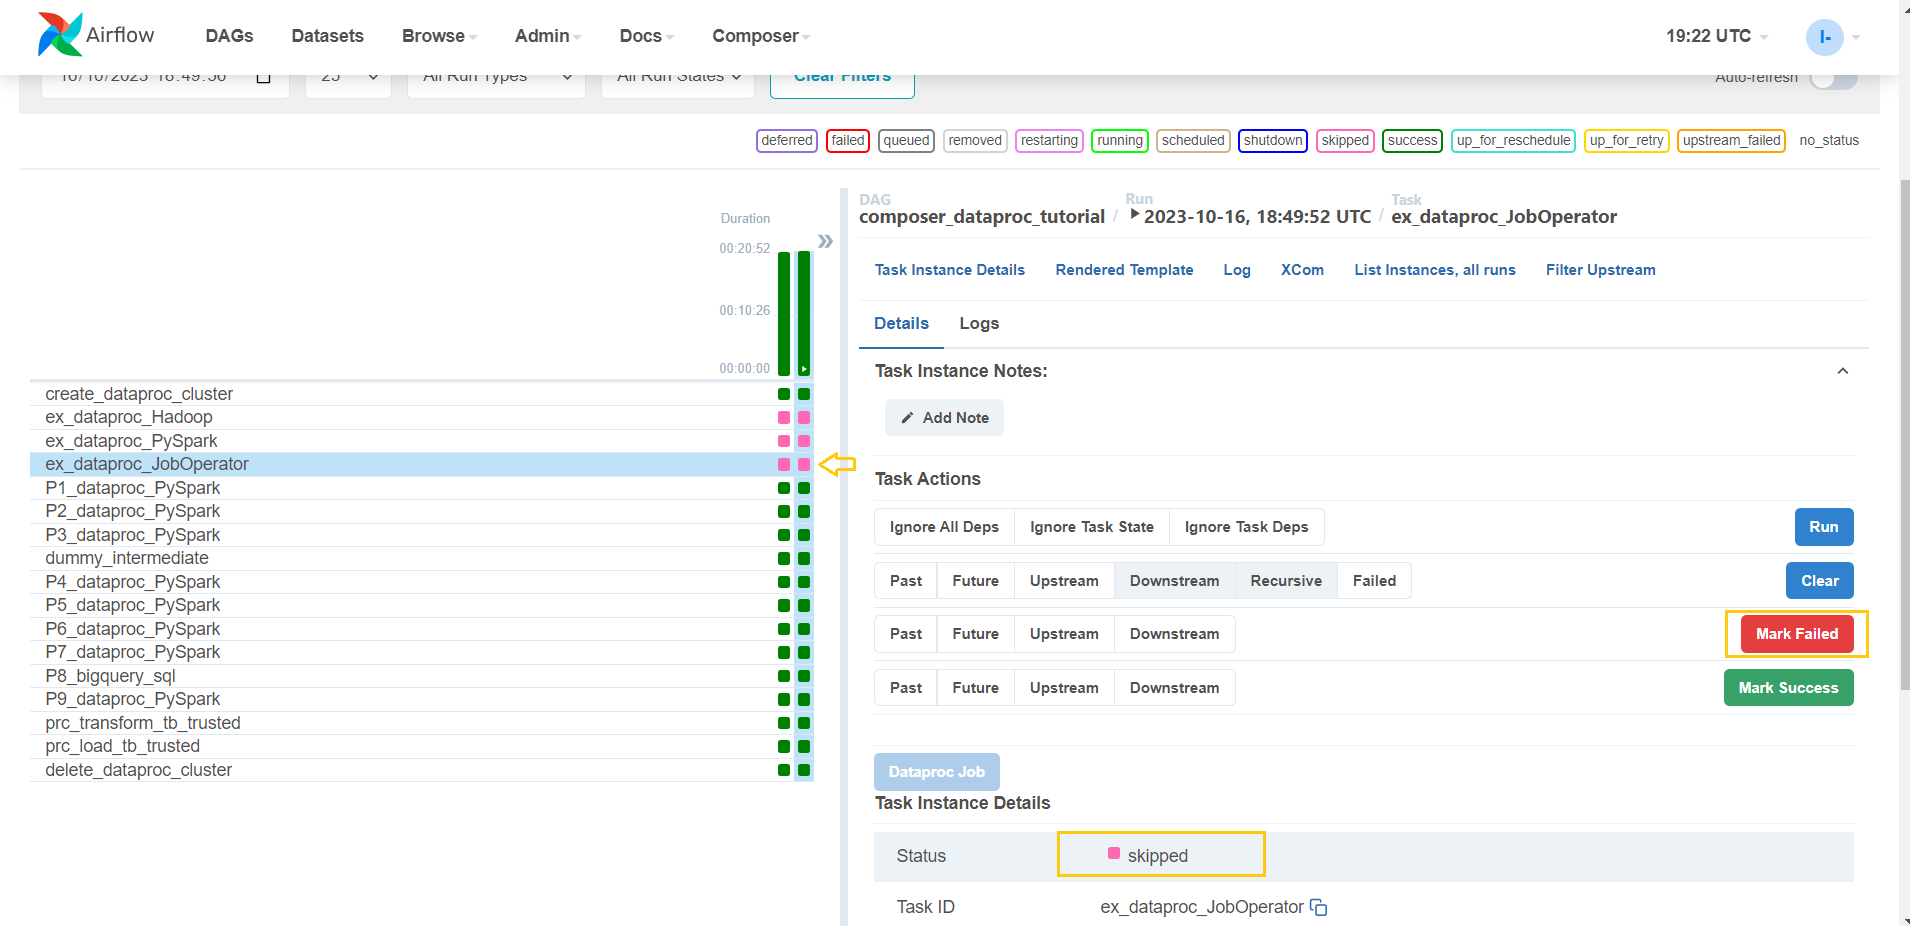 Airflow DAGs Datasets Browse Admin Docs Composer 19:22 UTC I-
10/10/2023 18:49:56 25 All Run Types All Run States Clear Filters Auto-refresh
deferred failed queued removed restarting running scheduled shutdown skipped success up_for_reschedule up_for_retry upstream_failed no_status
Duration
00:20:52
00:10:26
00:00:00
create_dataproc_cluster
ex_dataproc_Hadoop
ex_dataproc_PySpark
ex_dataproc_JobOperator
P1_dataproc_PySpark
P2_dataproc_PySpark
P3_dataproc_PySpark
dummy_intermediate
P4_dataproc_PySpark
P5_dataproc_PySpark
P6_dataproc_PySpark
P7_dataproc_PySpark
P8_bigquery_sql
P9_dataproc_PySpark
prc_transform_tb_trusted
prc_load_tb_trusted
delete_dataproc_cluster
DAG Run Task
composer_dataproc_tutorial / 2023-10-16, 18:49:52 UTC / ex_dataproc_JobOperator
Task Instance Details Rendered Template Log XCom List Instances, all runs Filter Upstream
Details Logs
Task Instance Notes:
Add Note
Task Actions
Ignore All Deps Ignore Task State Ignore Task Deps Run
Past Future Upstream Downstream Recursive Failed Clear
Past Future Upstream Downstream Mark Failed
Past Future Upstream Downstream Mark Success
Dataproc Job
Task Instance Details
Status skipped
Task ID ex_dataproc_JobOperator